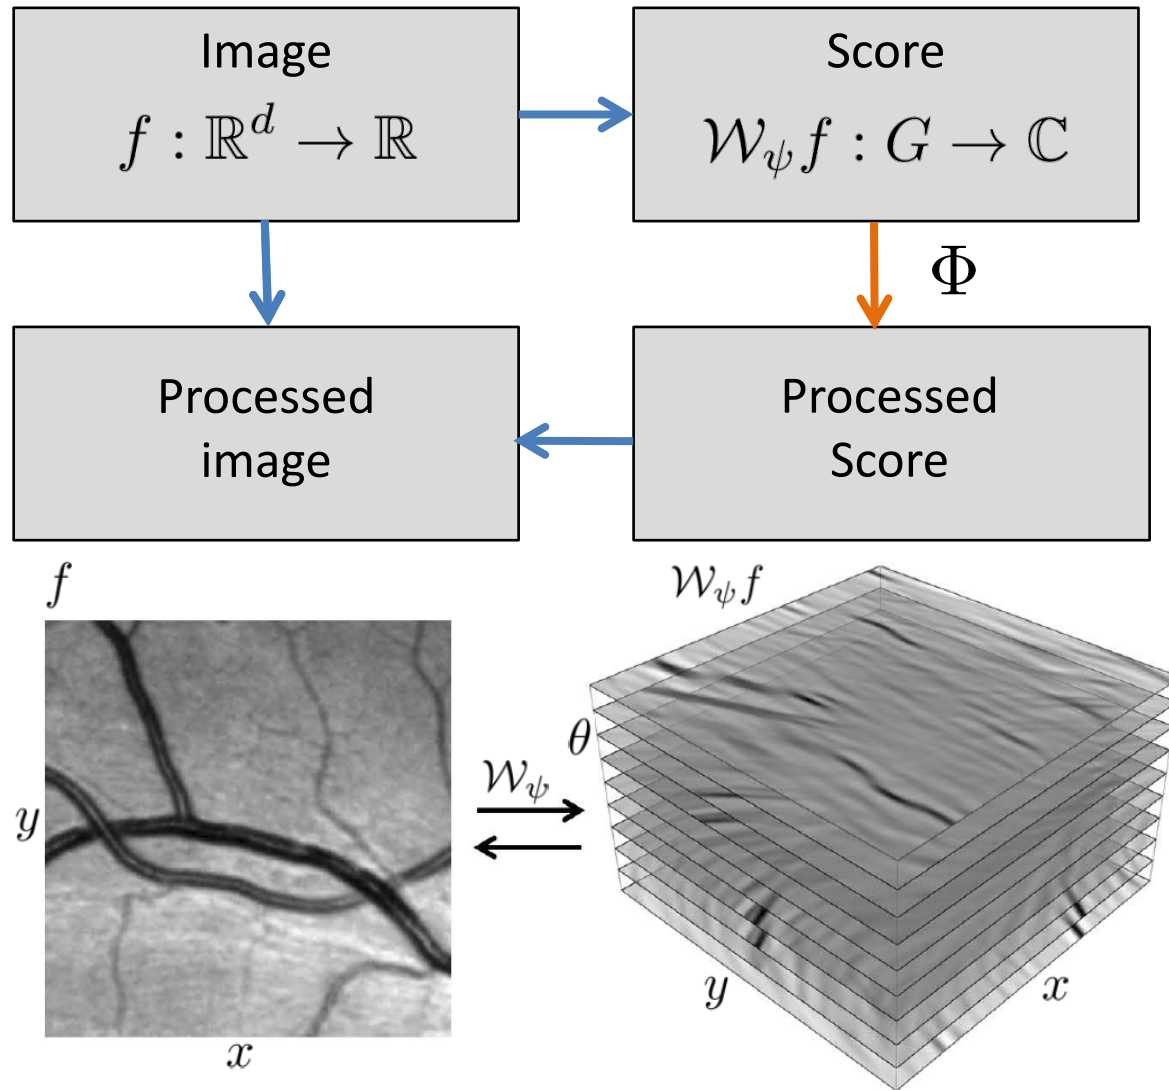 Image
f : ℝ^d → ℝ
Score
𝒲_ψ f : G → ℂ
Φ
Processed
image
Processed
Score
f
y
x
𝒲_ψ
𝒲_ψ f
θ
y
x